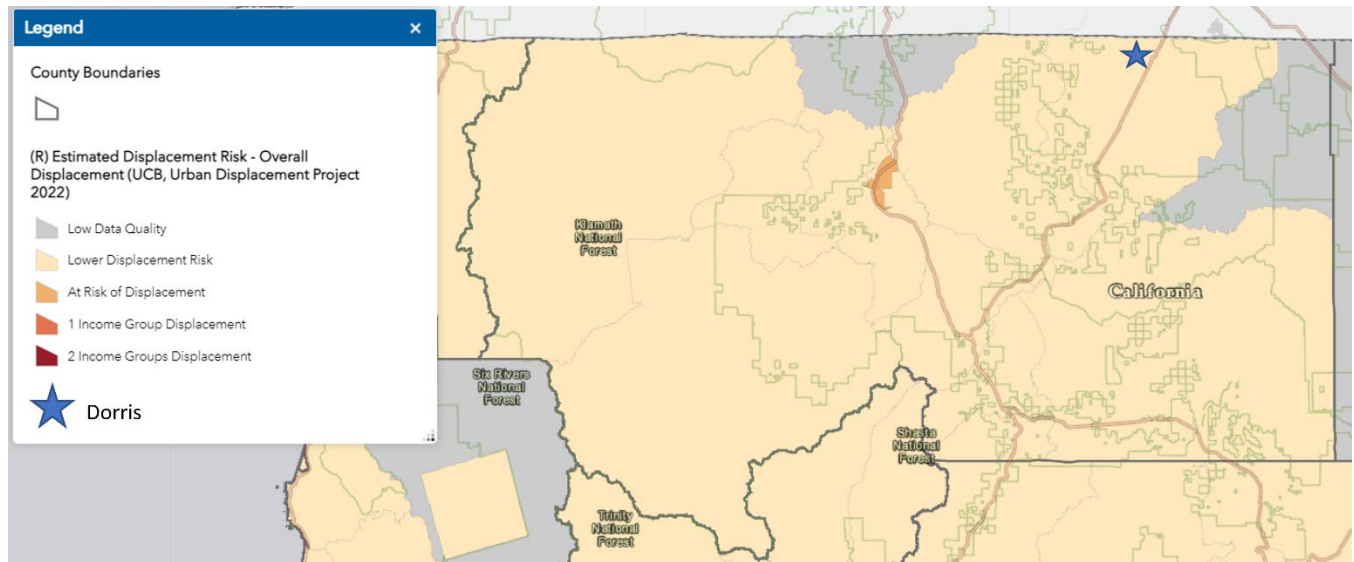 Legend
×
County Boundaries
(R) Estimated Displacement Risk - Overall
Displacement (UCB, Urban Displacement Project
2022)
Low Data Quality
Lower Displacement Risk
At Risk of Displacement
1 Income Group Displacement
2 Income Groups Displacement
Dorris
Klamath
National
Forest
California
Six Rivers
National
Forest
Shasta
National
Forest
Trinity
National
Forest